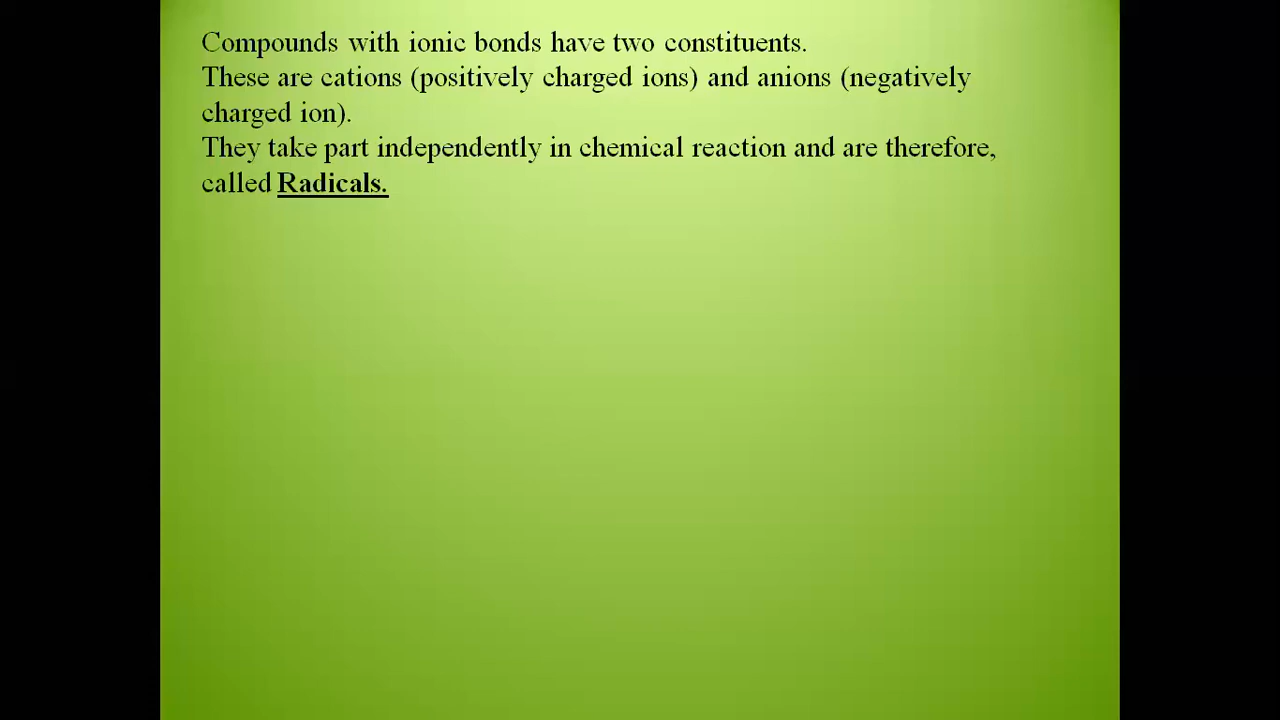 Compounds with ionic bonds have two constituents.
These are cations (positively charged ions) and anions (negatively
charged ion).
They take part independently in chemical reaction and are therefore,
called Radicals.